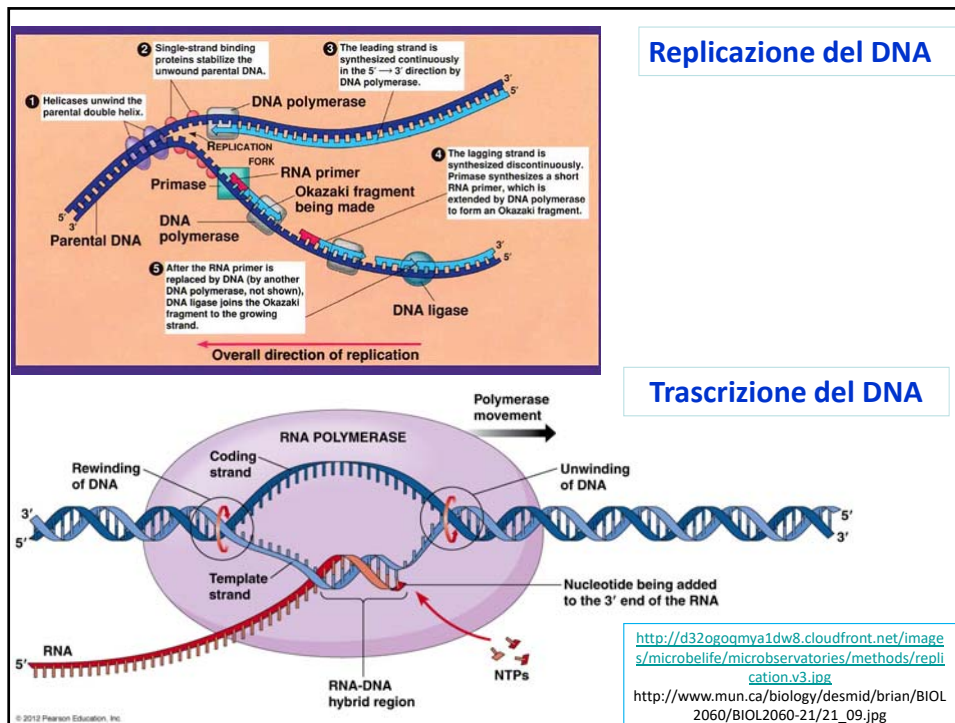 Replicazione del DNA
2 Single-strand binding
proteins stabilize the
unwound parental DNA.
3 The leading strand is
synthesized continuously
in the 5′ → 3′ direction by
DNA polymerase.
1 Helicases unwind the
parental double helix.
DNA polymerase
3′
5′
REPLICATION
FORK
RNA primer
Primase
Okazaki fragment
being made
4 The lagging strand is
synthesized discontinuously.
Primase synthesizes a short
RNA primer, which is
extended by DNA polymerase
to form an Okazaki fragment.
5′
3′
Parental DNA
DNA
polymerase
3′
5′
5 After the RNA primer is
replaced by DNA (by another
DNA polymerase, not shown),
DNA ligase joins the Okazaki
fragment to the growing
strand.
DNA ligase
Overall direction of replication
Trascrizione del DNA
Polymerase
movement
RNA POLYMERASE
Coding
strand
Rewinding
of DNA
Unwinding
of DNA
3′
5′
5′
3′
Template
strand
Nucleotide being added
to the 3′ end of the RNA
RNA
5′
RNA-DNA
hybrid region
NTPs
http://d32ogoqmya1dw8.cloudfront.net/image
s/microbelife/microbservatories/methods/repli
cation.v3.jpg
http://www.mun.ca/biology/desmid/brian/BIOL
2060/BIOL2060-21/21_09.jpg
© 2012 Pearson Education, Inc.